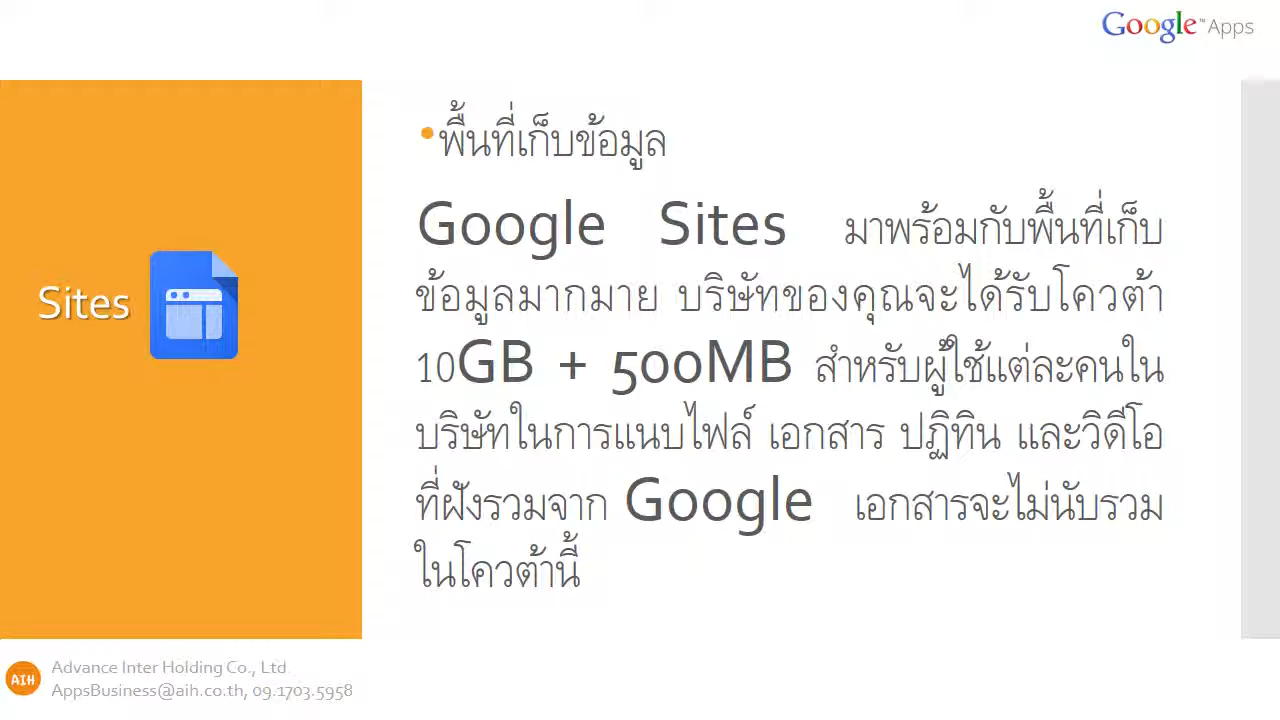 Google™ Apps
Sites
•พื้นที่เก็บข้อมูล
Google Sites มาพร้อมกับพื้นที่เก็บ
ข้อมูลมากมาย บริษัทของคุณจะได้รับโควต้า
10GB + 500MB สำหรับผู้ใช้แต่ละคนใน
บริษัทในการแนบไฟล์ เอกสาร ปฏิทิน และวิดีโอ
ที่ฝังรวมจาก Google เอกสารจะไม่นับรวม
ในโควต้านี้
AIH
Advance Inter Holding Co., Ltd
AppsBusiness@aih.co.th, 09.1703.5958